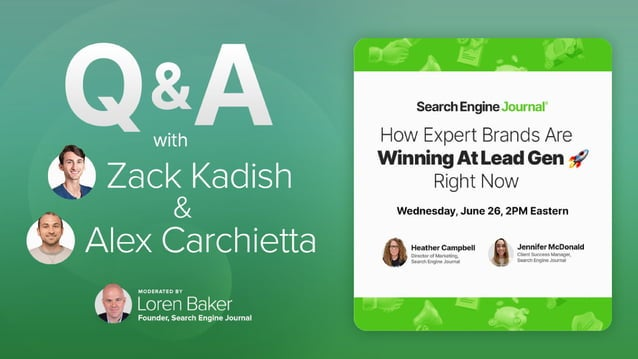 Q&A
with
Zack Kadish
&
Alex Carchietta
MODERATED BY
Loren Baker
Founder, Search Engine Journal
Search Engine Journal®
How Expert Brands Are
Winning At Lead Gen 🚀
Right Now
Wednesday, June 26, 2PM Eastern
Heather Campbell
Director of Marketing,
Search Engine Journal
Jennifer McDonald
Client Success Manager,
Search Engine Journal